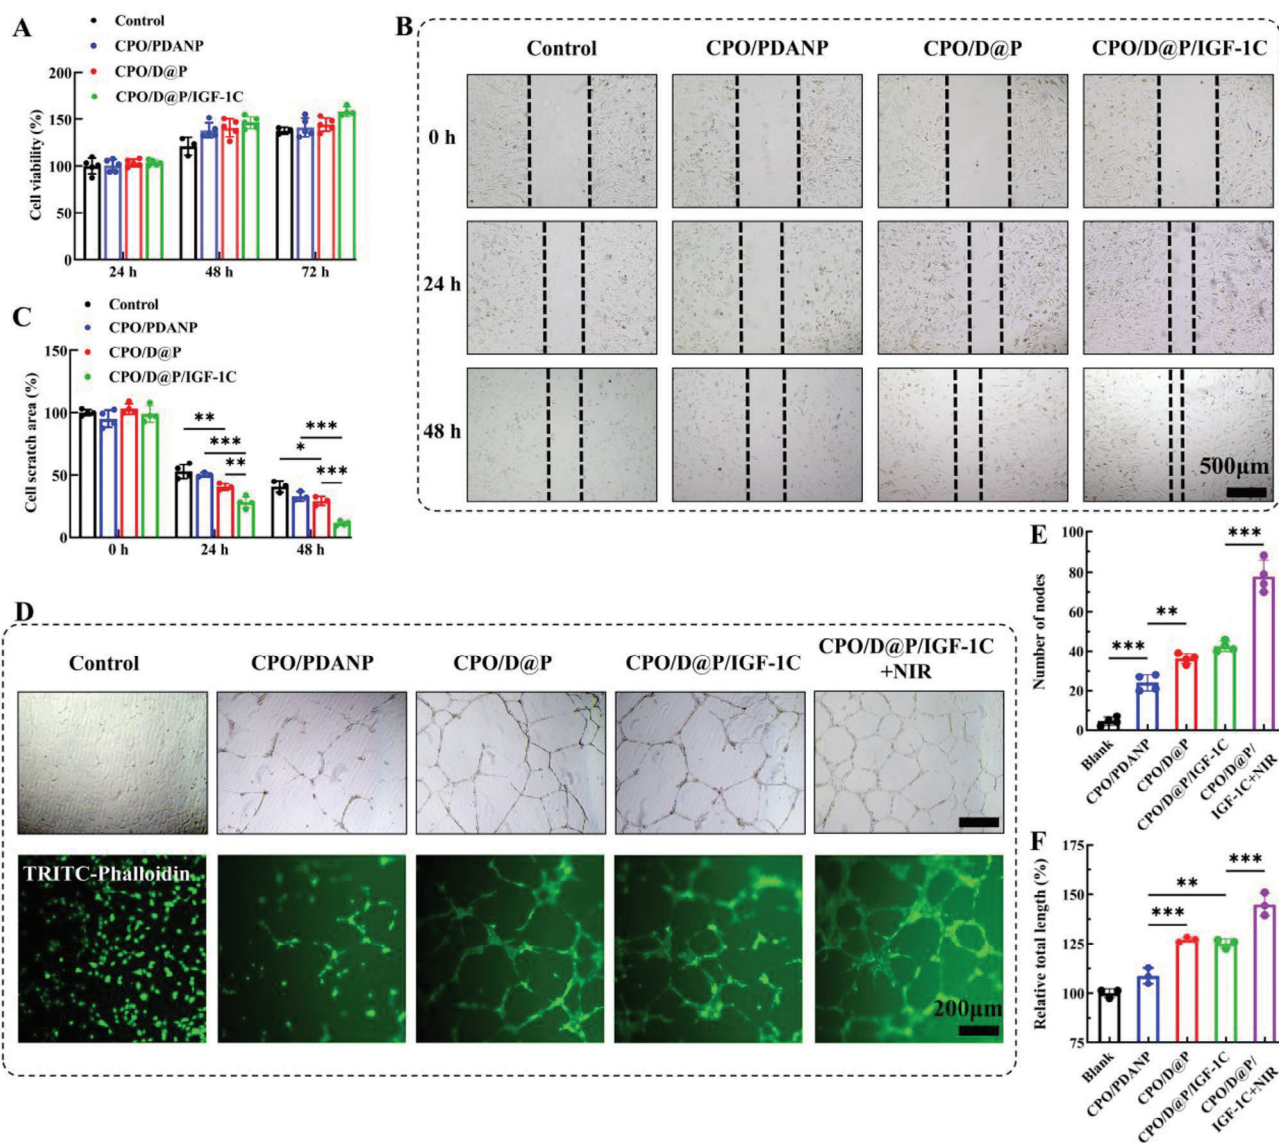 A
Control
CPO/PDANP
CPO/D@P
CPO/D@P/IGF-1C
Cell viability (%)
200
150
100
50
0
24 h
48 h
72 h
B
Control
CPO/PDANP
CPO/D@P
CPO/D@P/IGF-1C
0 h
24 h
48 h
500μm
C
Control
CPO/PDANP
CPO/D@P
CPO/D@P/IGF-1C
Cell scratch area (%)
150
100
50
0
**
***
**
***
*
***
0 h
24 h
48 h
D
Control
CPO/PDANP
CPO/D@P
CPO/D@P/IGF-1C
CPO/D@P/IGF-1C
+NIR
TRITC-Phalloidin
200μm
E
Number of nodes
100
80
60
40
20
0
***
**
***
Blank
CPO/PDANP
CPO/D@P
CPO/D@P/IGF-1C
CPO/D@P/
IGF-1C+NIR
F
Relative total length (%)
175
150
125
100
75
***
**
***
Blank
CPO/PDANP
CPO/D@P
CPO/D@P/IGF-1C
CPO/D@P/
IGF-1C+NIR